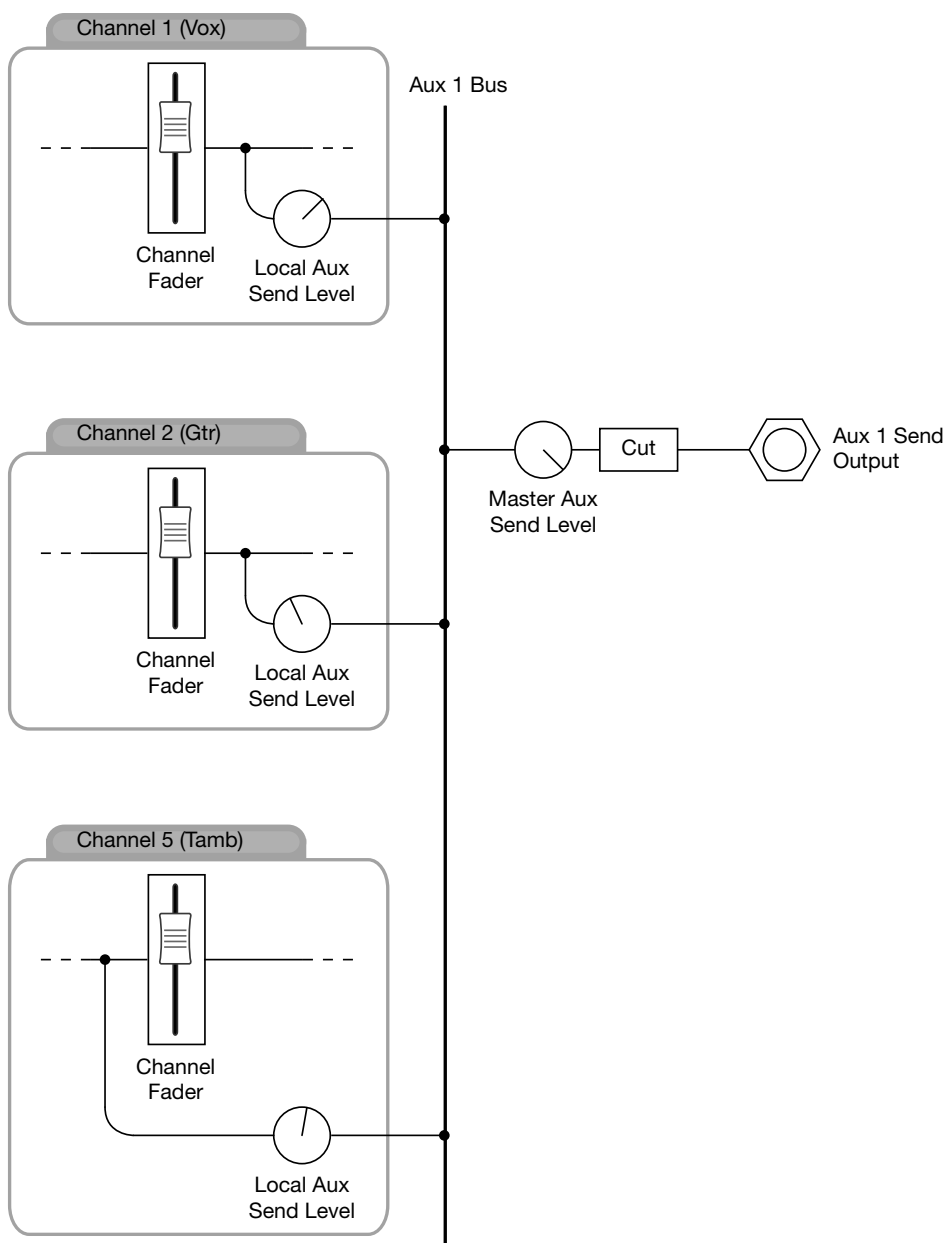 Channel 1 (Vox)
Aux 1 Bus
Channel
Fader
Local Aux
Send Level
Channel 2 (Gtr)
Cut
Aux 1 Send
Output
Master Aux
Send Level
Channel
Fader
Local Aux
Send Level
Channel 5 (Tamb)
Channel
Fader
Local Aux
Send Level